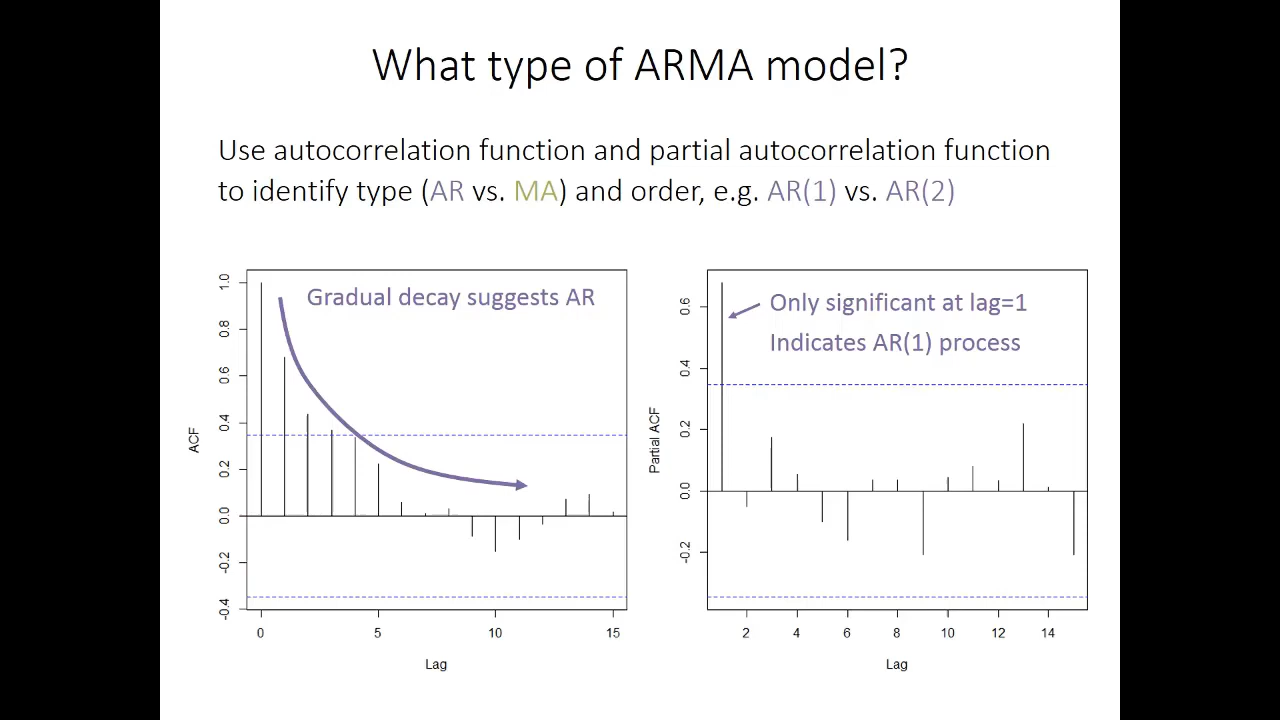 What type of ARMA model?
Use autocorrelation function and partial autocorrelation function
to identify type (AR vs. MA) and order, e.g. AR(1) vs. AR(2)
Gradual decay suggests AR
ACF
1.0
0.8
0.6
0.4
0.2
0.0
-0.2
-0.4
0
5
10
15
Lag
Only significant at lag=1
Indicates AR(1) process
Partial ACF
0.6
0.4
0.2
0.0
-0.2
2
4
6
8
10
12
14
Lag